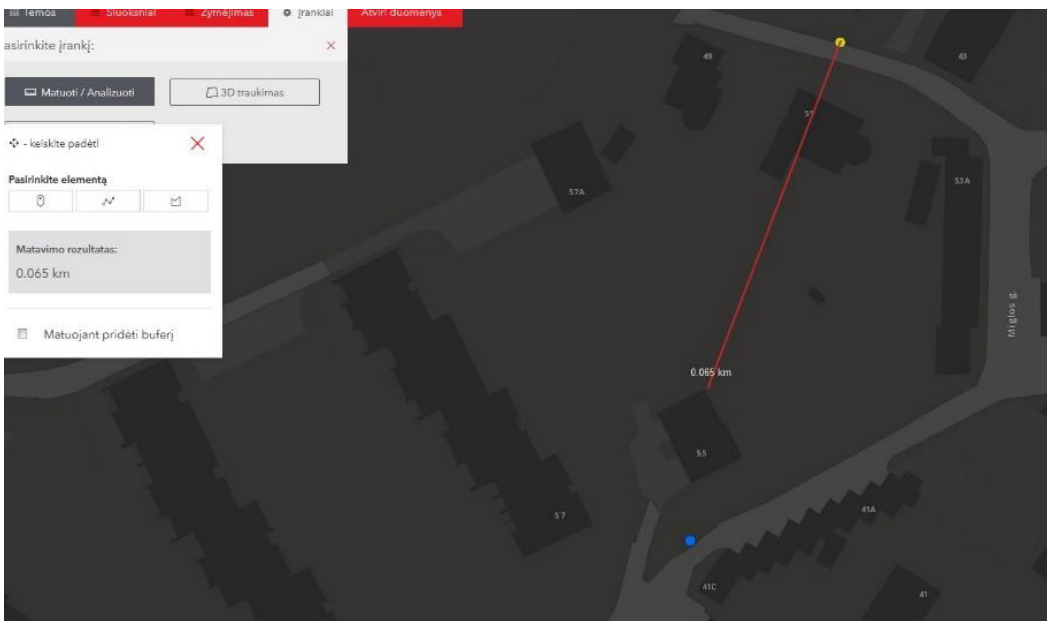 Temos Sluoksniai Žymėjimas Įrankiai Atviri duomenys
asirinkite įrankį:
Matuoti / Analizuoti 3D traukimas
- keiskite padėtį
Pasirinkite elementą
Matavimo rezultatas:
0.065 km
Matuojant pridėti buferį
49
43
51
57A
53A
Miglos g.
0.065 km
55
57
41A
41C
41